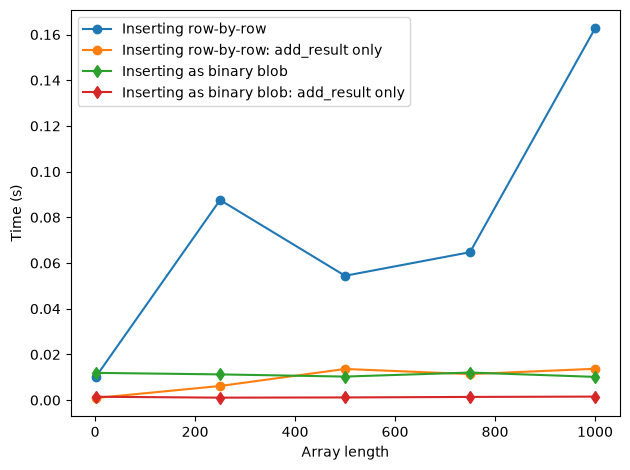 Inserting row-by-row
Inserting row-by-row: add_result only
Inserting as binary blob
Inserting as binary blob: add_result only
0.16
0.14
0.12
0.10
0.08
0.06
0.04
0.02
0.00
Time (s)
0 200 400 600 800 1000
Array length